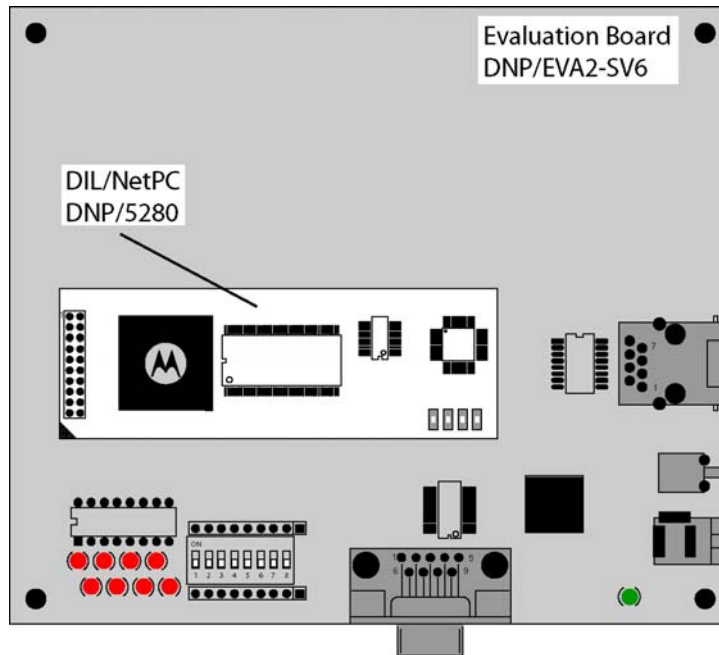 Evaluation Board
DNP/EVA2-SV6
DIL/NetPC
DNP/5280
7
1
ON
1 2 3 4 5 6 7 8
1 5
6 9